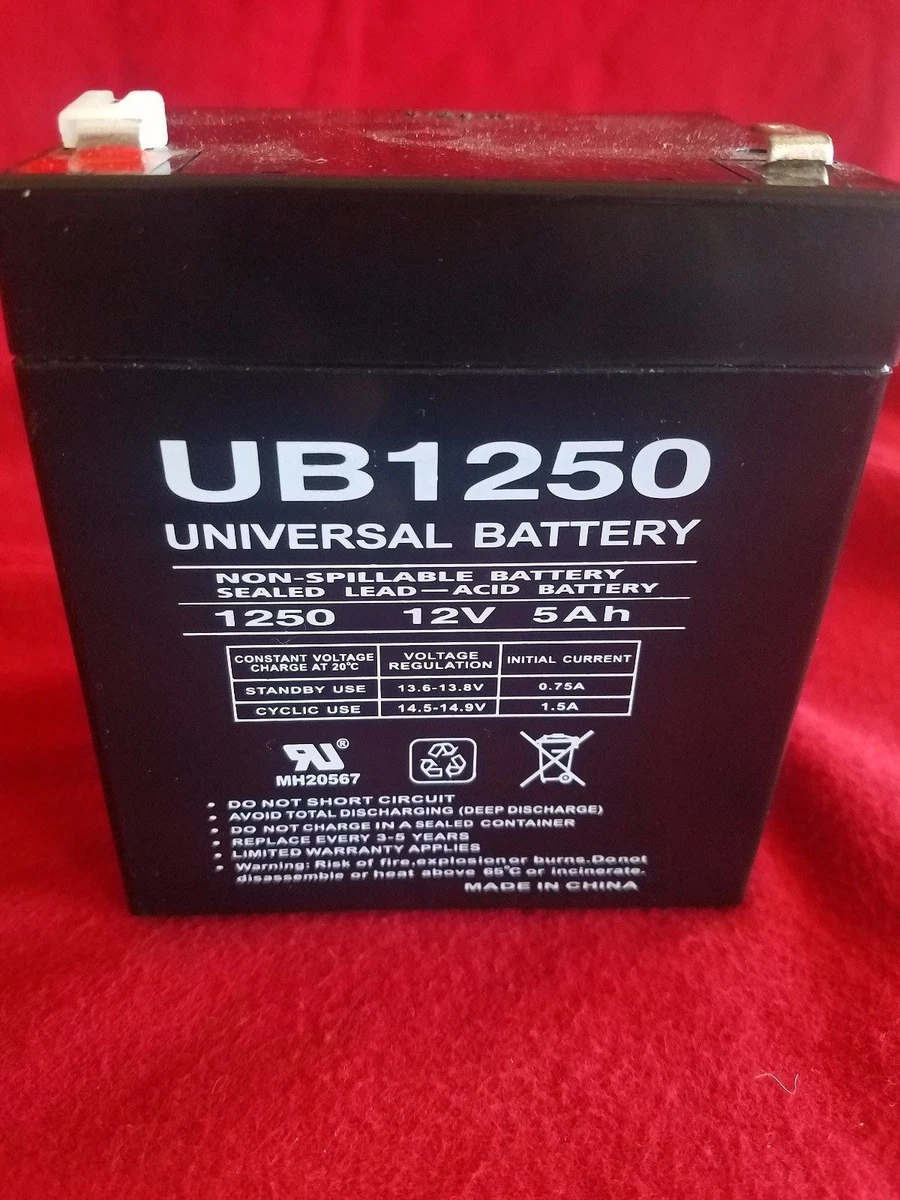 UB1250
UNIVERSAL BATTERY
NON-SPILLABLE BATTERY
SEALED LEAD—ACID BATTERY
1250 12V 5Ah
CONSTANT VOLTAGE CHARGE AT 20°C VOLTAGE REGULATION INITIAL CURRENT
STANDBY USE 13.6-13.8V 0.75A
CYCLIC USE 14.5-14.9V 1.5A
RU®
MH20567
• DO NOT SHORT CIRCUIT
• AVOID TOTAL DISCHARGING (DEEP DISCHARGE)
• DO NOT CHARGE IN A SEALED CONTAINER
• REPLACE EVERY 3-5 YEARS
• LIMITED WARRANTY APPLIES
• Warning: Risk of fire,explosion or burns.Do not
disassemble or heat above 65°C or incinerate.
MADE IN CHINA